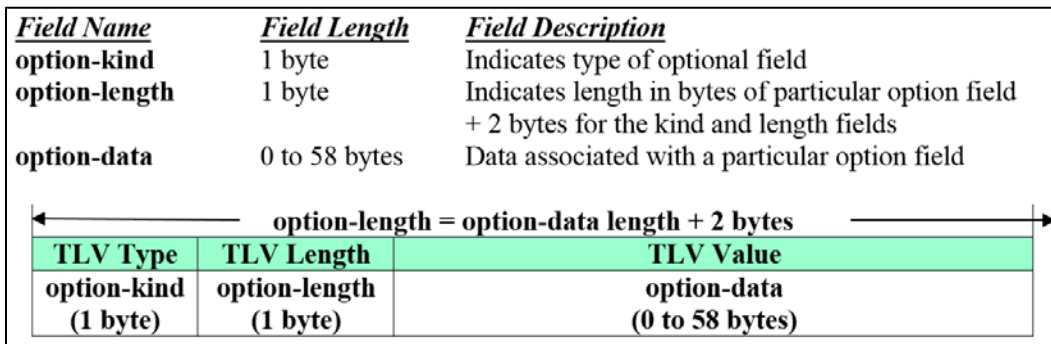 Field Name Field Length Field Description
option-kind 1 byte Indicates type of optional field
option-length 1 byte Indicates length in bytes of particular option field
+ 2 bytes for the kind and length fields
option-data 0 to 58 bytes Data associated with a particular option field
option-length = option-data length + 2 bytes
TLV Type TLV Length TLV Value
option-kind option-length option-data
(1 byte) (1 byte) (0 to 58 bytes)